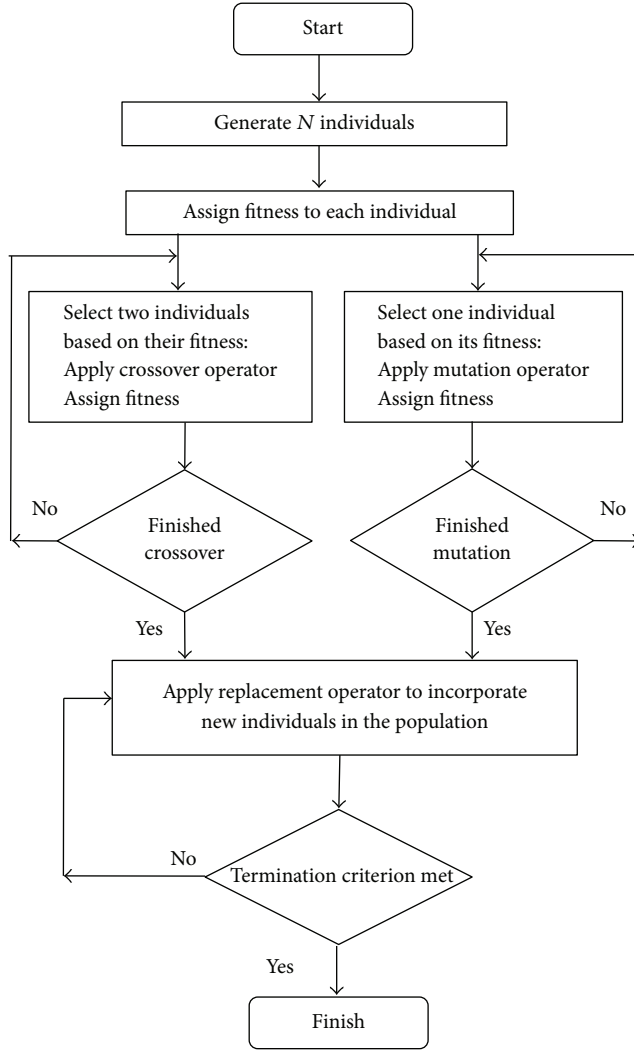 Start
Generate N individuals
Assign fitness to each individual
Select two individuals
based on their fitness:
Apply crossover operator
Assign fitness
Select one individual
based on its fitness:
Apply mutation operator
Assign fitness
No
Finished
crossover
Finished
mutation
No
Yes
Yes
Apply replacement operator to incorporate
new individuals in the population
No
Termination criterion met
Yes
Finish